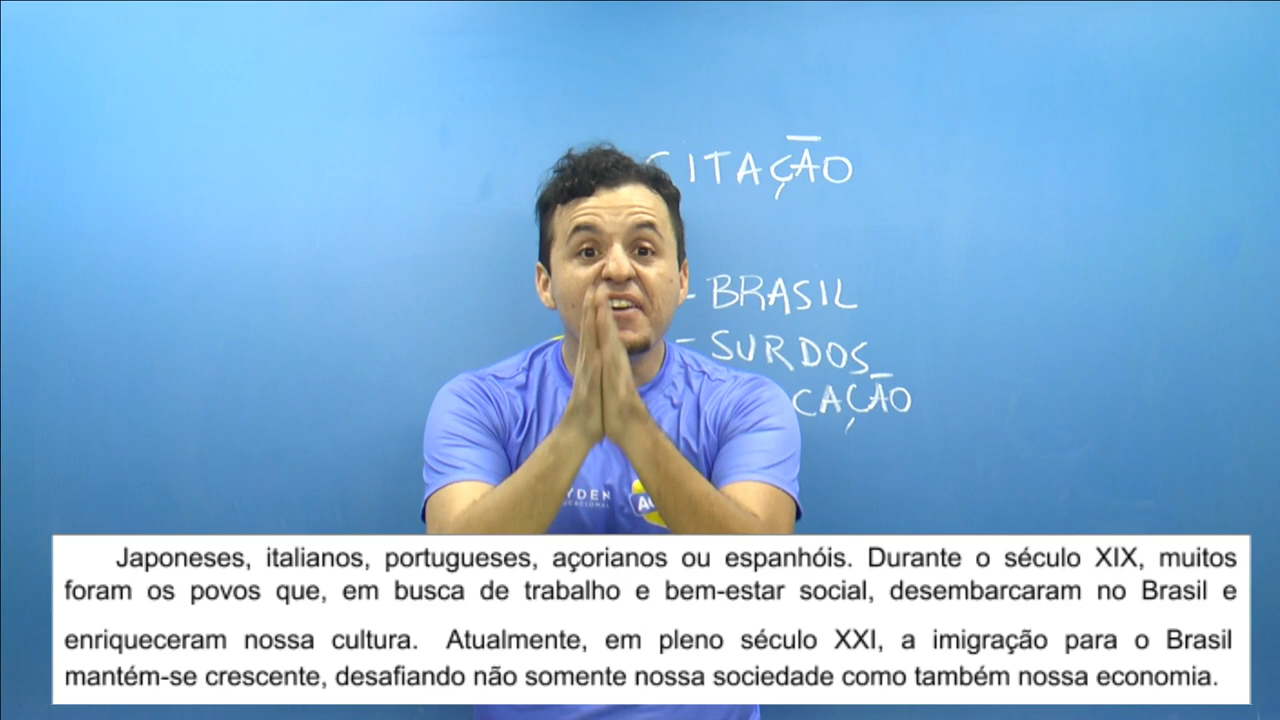 CITAÇÃO
- BRASIL
- SURDOS
CAÇÃO
Japoneses, italianos, portugueses, açorianos ou espanhóis. Durante o século XIX, muitos
foram os povos que, em busca de trabalho e bem-estar social, desembarcaram no Brasil e
enriqueceram nossa cultura. Atualmente, em pleno século XXI, a imigração para o Brasil
mantém-se crescente, desafiando não somente nossa sociedade como também nossa economia.